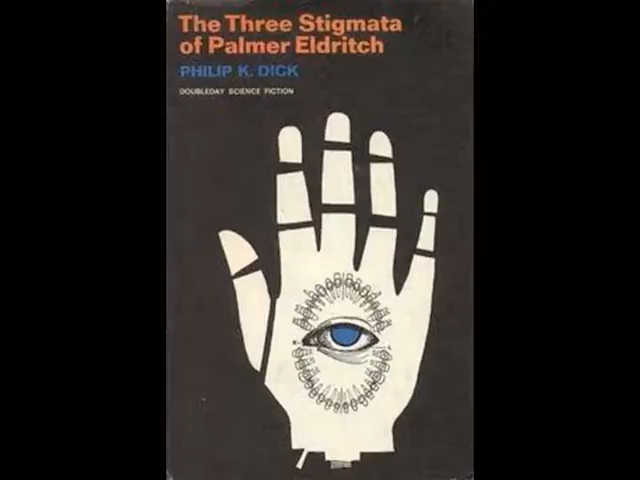 The Three Stigmata
of Palmer Eldritch
PHILIP K. DICK
DOUBLEDAY SCIENCE FICTION